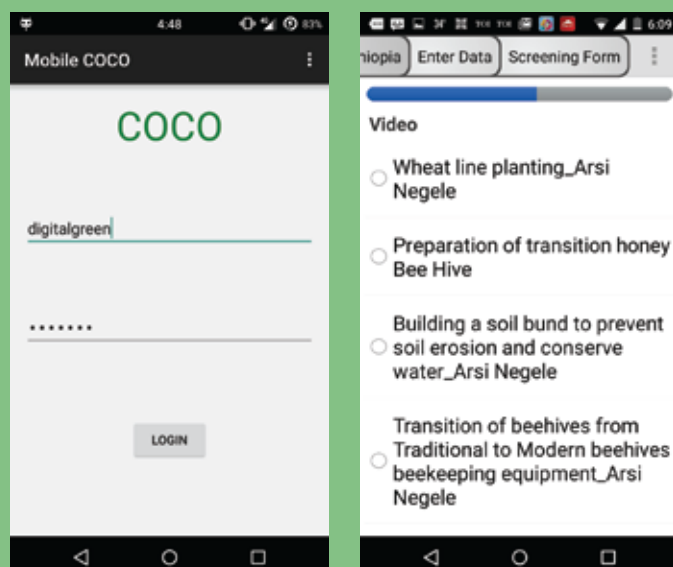 4:48
83%
Mobile COCO
COCO
digitalgreen
LOGIN
6:09
hiopia
Enter Data
Screening Form
Video
Wheat line planting_Arsi
Negele
Preparation of transition honey
Bee Hive
Building a soil bund to prevent
soil erosion and conserve
water_Arsi Negele
Transition of beehives from
Traditional to Modern beehives
beekeeping equipment_Arsi
Negele